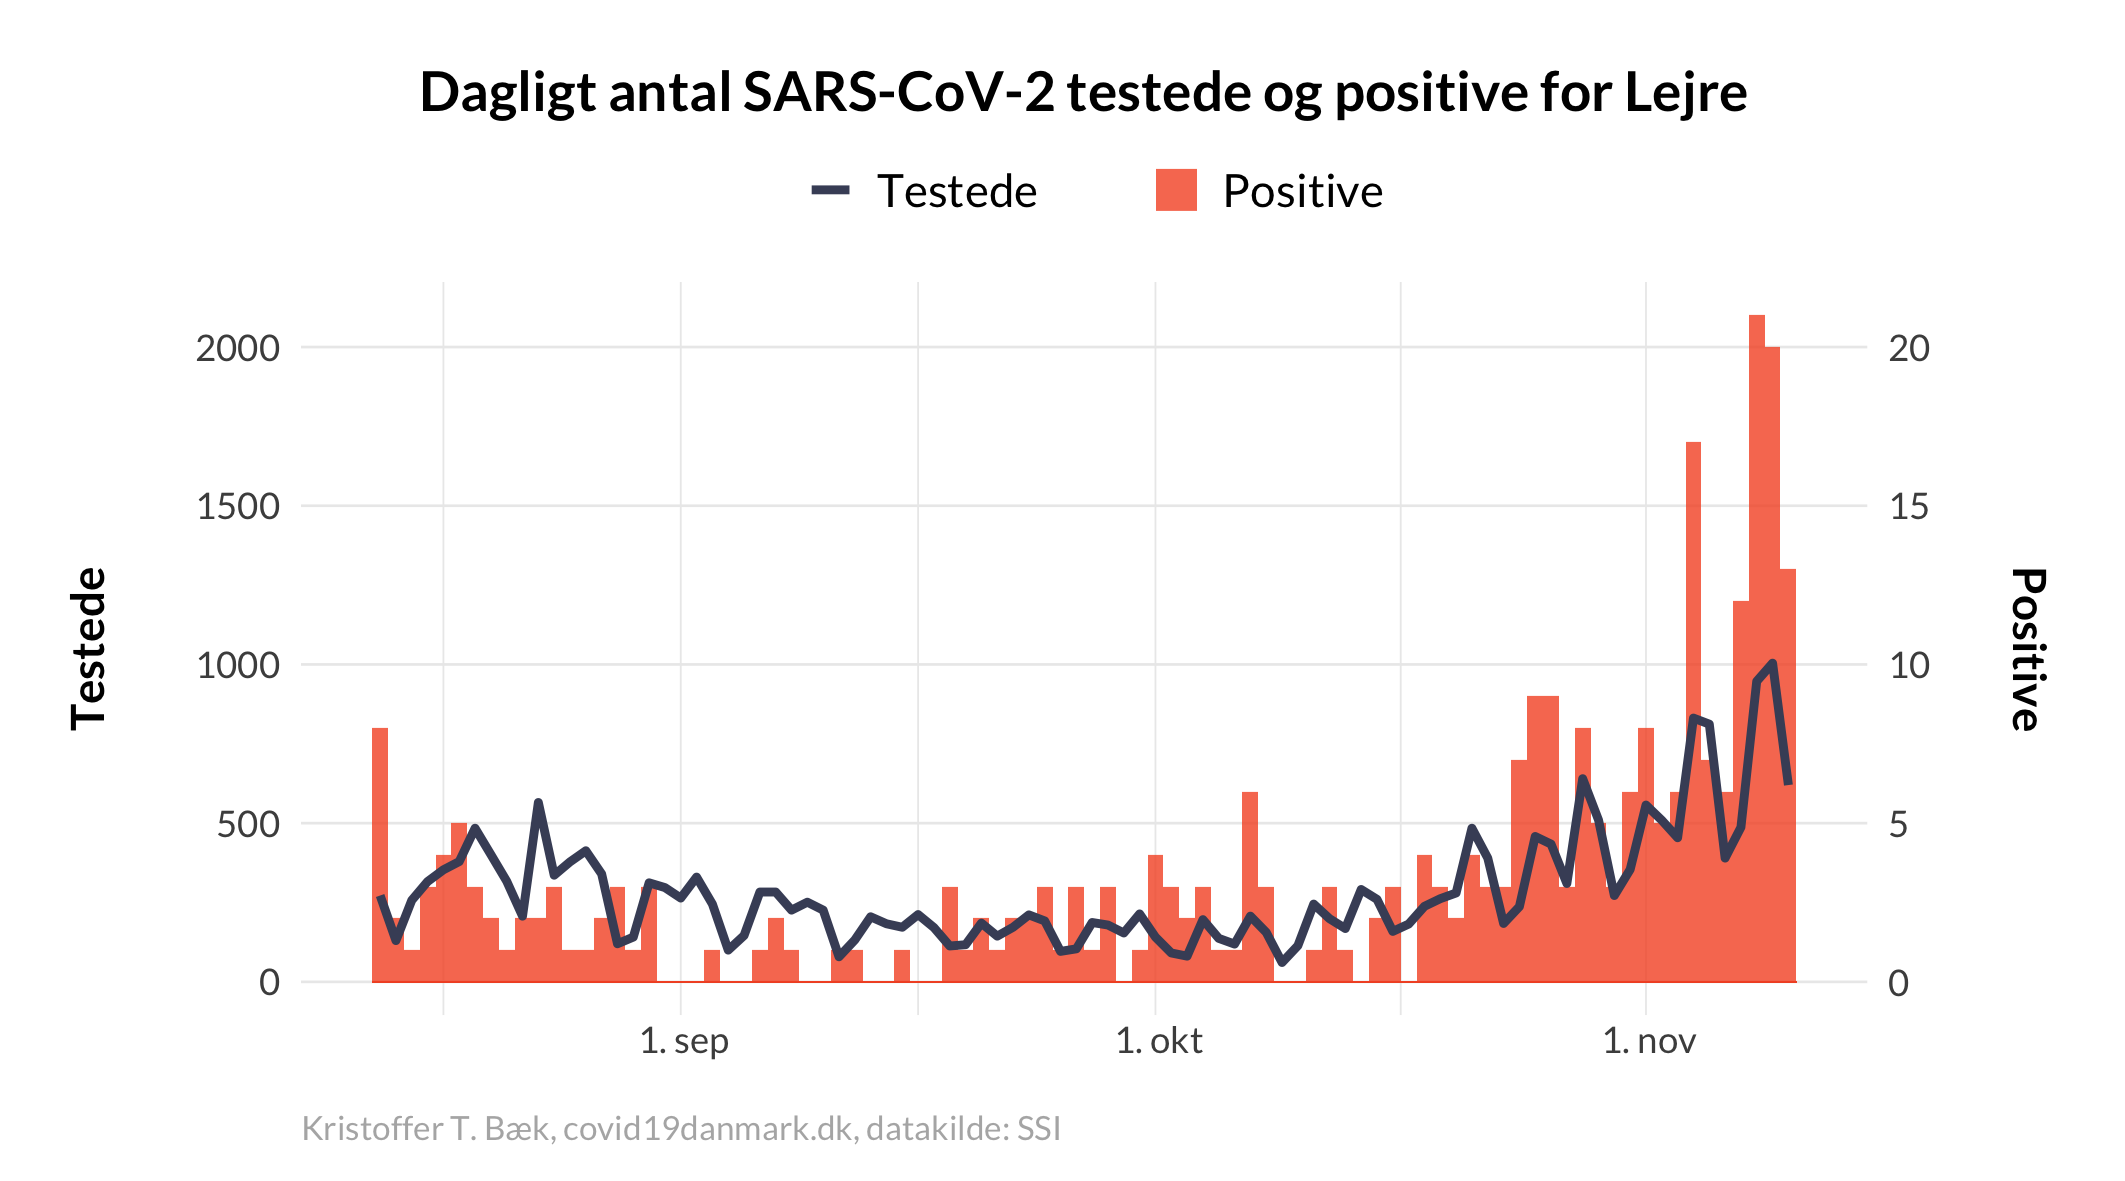 Dagligt antal SARS-CoV-2 testede og positive for Lejre
Testede
Positive
2000
1500
1000
500
0
20
15
10
5
0
Testede
Positive
1. sep
1. okt
1. nov
Kristoffer T. Bæk, covid19danmark.dk, datakilde: SSI